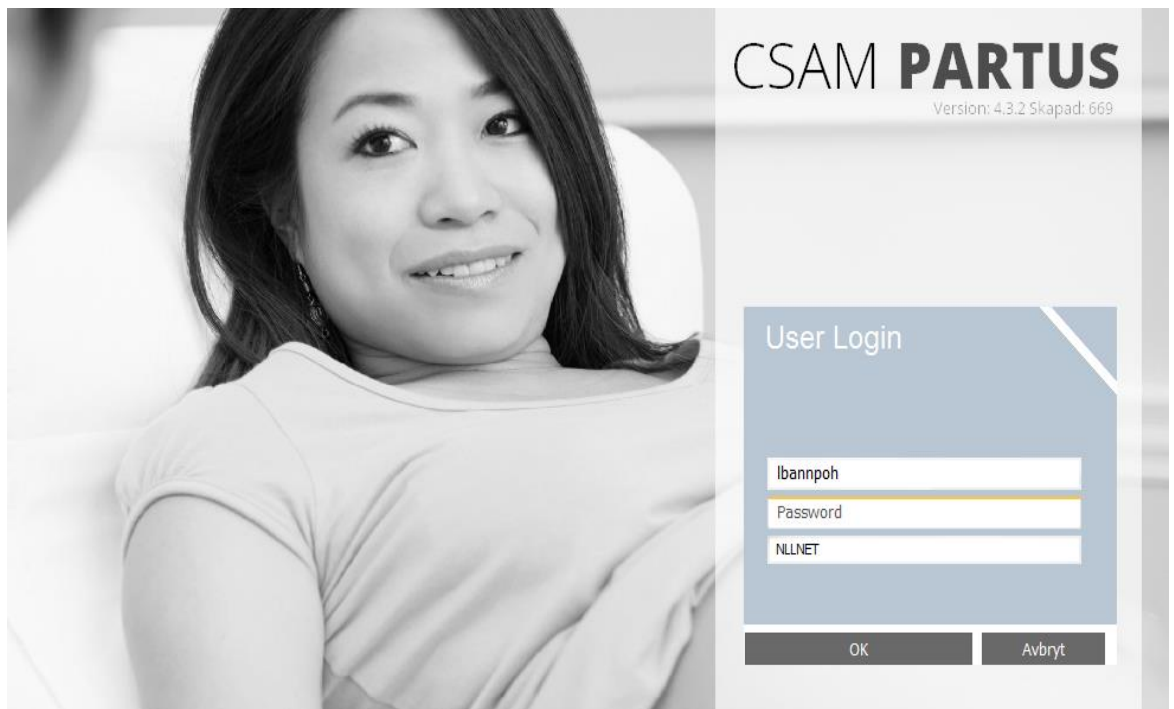 CSAM PARTUS
Version: 4.3.2 Skapad: 669
User Login
lbannpoh
Password
NLLNET
OK Avbryt